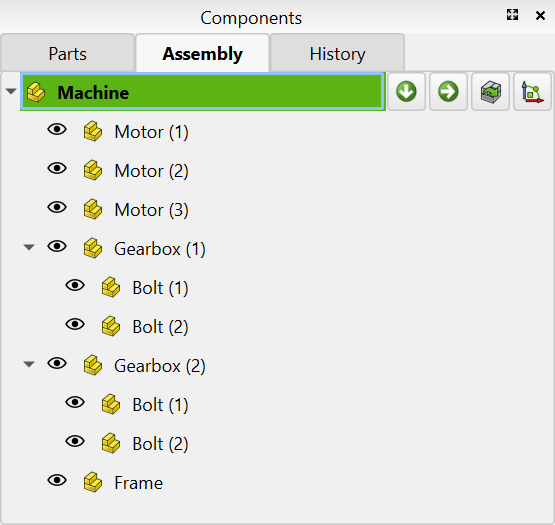 Components
Parts Assembly History
Machine
Motor (1)
Motor (2)
Motor (3)
Gearbox (1)
Bolt (1)
Bolt (2)
Gearbox (2)
Bolt (1)
Bolt (2)
Frame